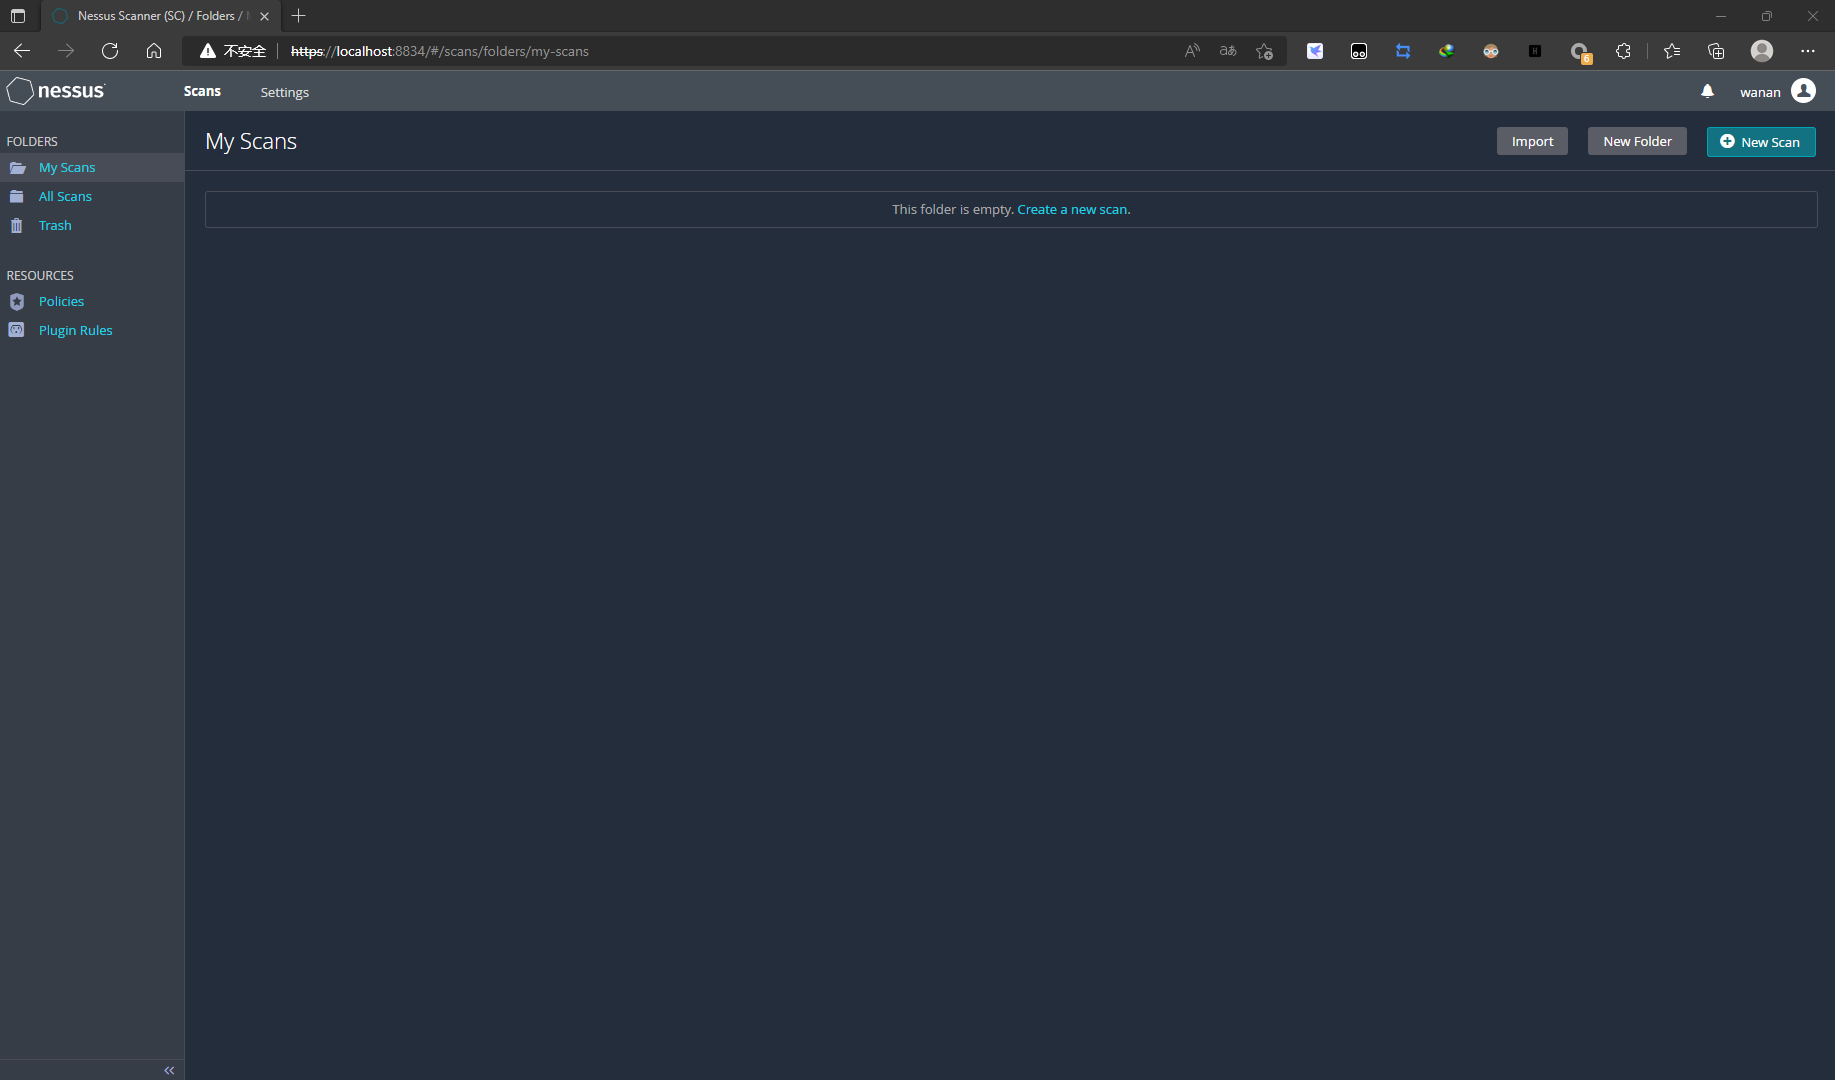 Nessus Scanner (SC) / Folders /
不安全
https://localhost:8834/#/scans/folders/my-scans
nessus
Scans
Settings
wanan
FOLDERS
My Scans
All Scans
Trash
RESOURCES
Policies
Plugin Rules
My Scans
Import
New Folder
New Scan
This folder is empty. Create a new scan.
6